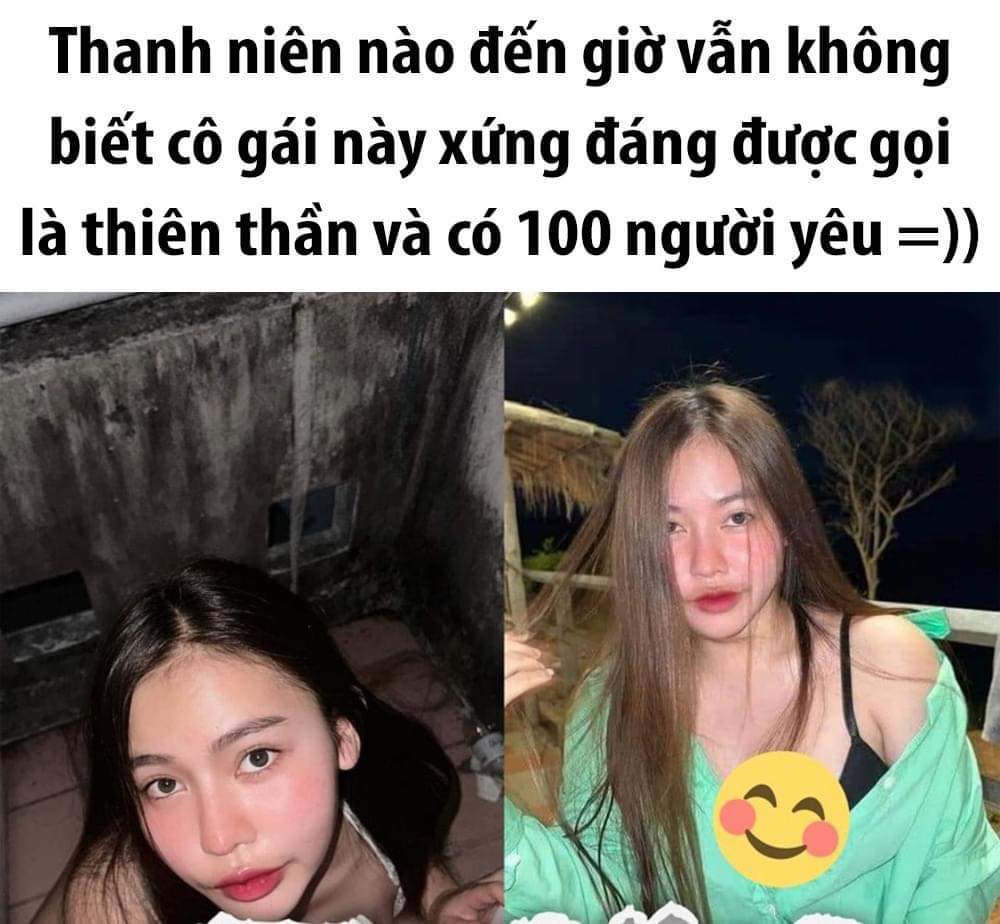 Thanh niên nào đến giờ vẫn không
biết cô gái này xứng đáng được gọi
là thiên thần và có 100 người yêu =))